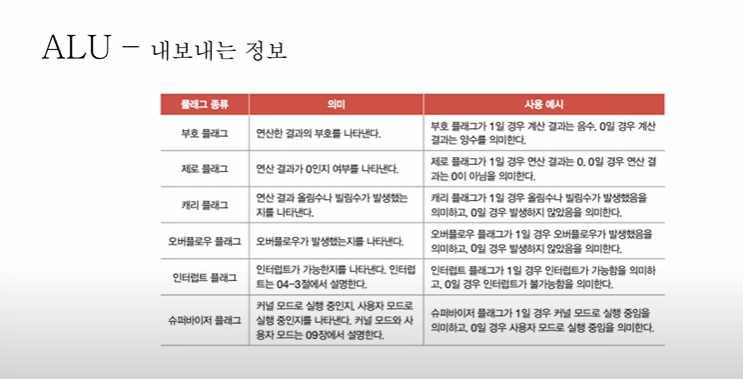 ALU – 내보내는 정보
플래그 종류 의미 사용 예시
부호 플래그 연산한 결과의 부호를 나타낸다. 부호 플래그가 1일 경우 계산 결과는 음수, 0일 경우 계산
결과는 양수를 의미한다.
제로 플래그 연산 결과가 0인지 여부를 나타낸다. 제로 플래그가 1일 경우 연산 결과는 0, 0일 경우 연산 결
과는 0이 아님을 의미한다.
캐리 플래그 연산 결과 올림수나 빌림수가 발생했는
지를 나타낸다. 캐리 플래그가 1일 경우 올림수나 빌림수가 발생했음을
의미하고, 0일 경우 발생하지 않았음을 의미한다.
오버플로우 플래그 오버플로우가 발생했는지를 나타낸다. 오버플로우 플래그가 1일 경우 오버플로우가 발생했음을
의미하고, 0일 경우 발생하지 않았음을 의미한다.
인터럽트 플래그 인터럽트가 가능한지를 나타낸다. 인터럽
트는 04-3절에서 설명한다. 인터럽트 플래그가 1일 경우 인터럽트가 가능함을 의미하
고, 0일 경우 인터럽트가 불가능함을 의미한다.
슈퍼바이저 플래그 커널 모드로 실행 중인지, 사용자 모드로
실행 중인지를 나타낸다. 커널 모드와 사
용자 모드는 09장에서 설명한다. 슈퍼바이저 플래그가 1일 경우 커널 모드로 실행 중임을
의미하고, 0일 경우 사용자 모드로 실행 중임을 의미한다.